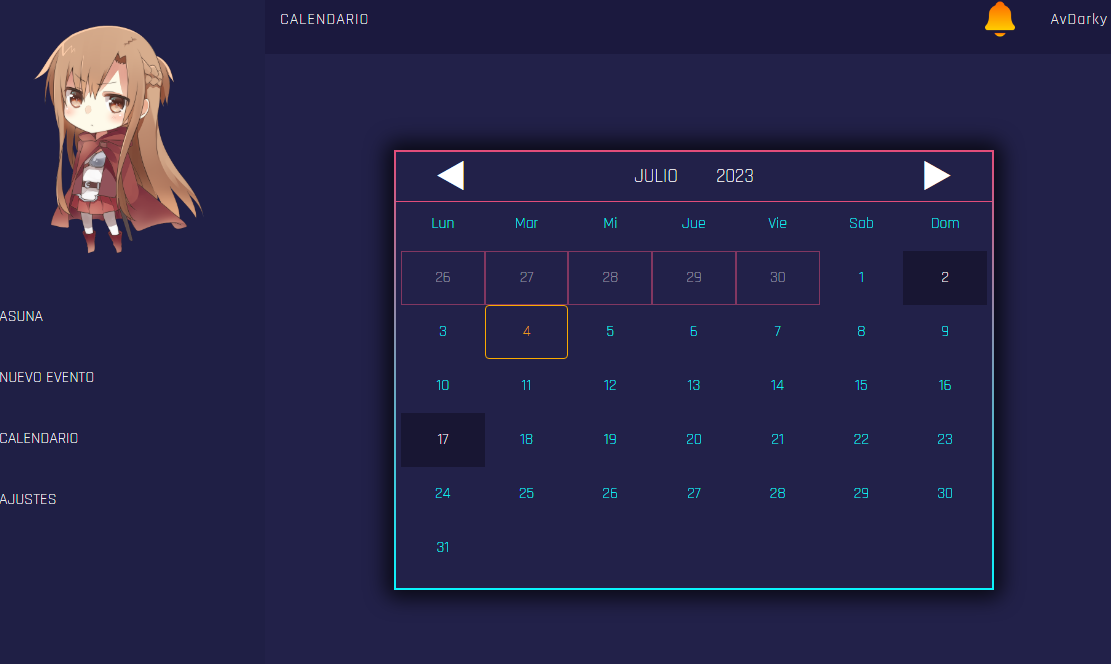 CALENDARIO AvDarky
ASUNA
NUEVO EVENTO
CALENDARIO
AJUSTES
JULIO 2023
Lun Mar Mi Jue Vie Sab Dom
26 27 28 29 30 1 2
3 4 5 6 7 8 9
10 11 12 13 14 15 16
17 18 19 20 21 22 23
24 25 26 27 28 29 30
31